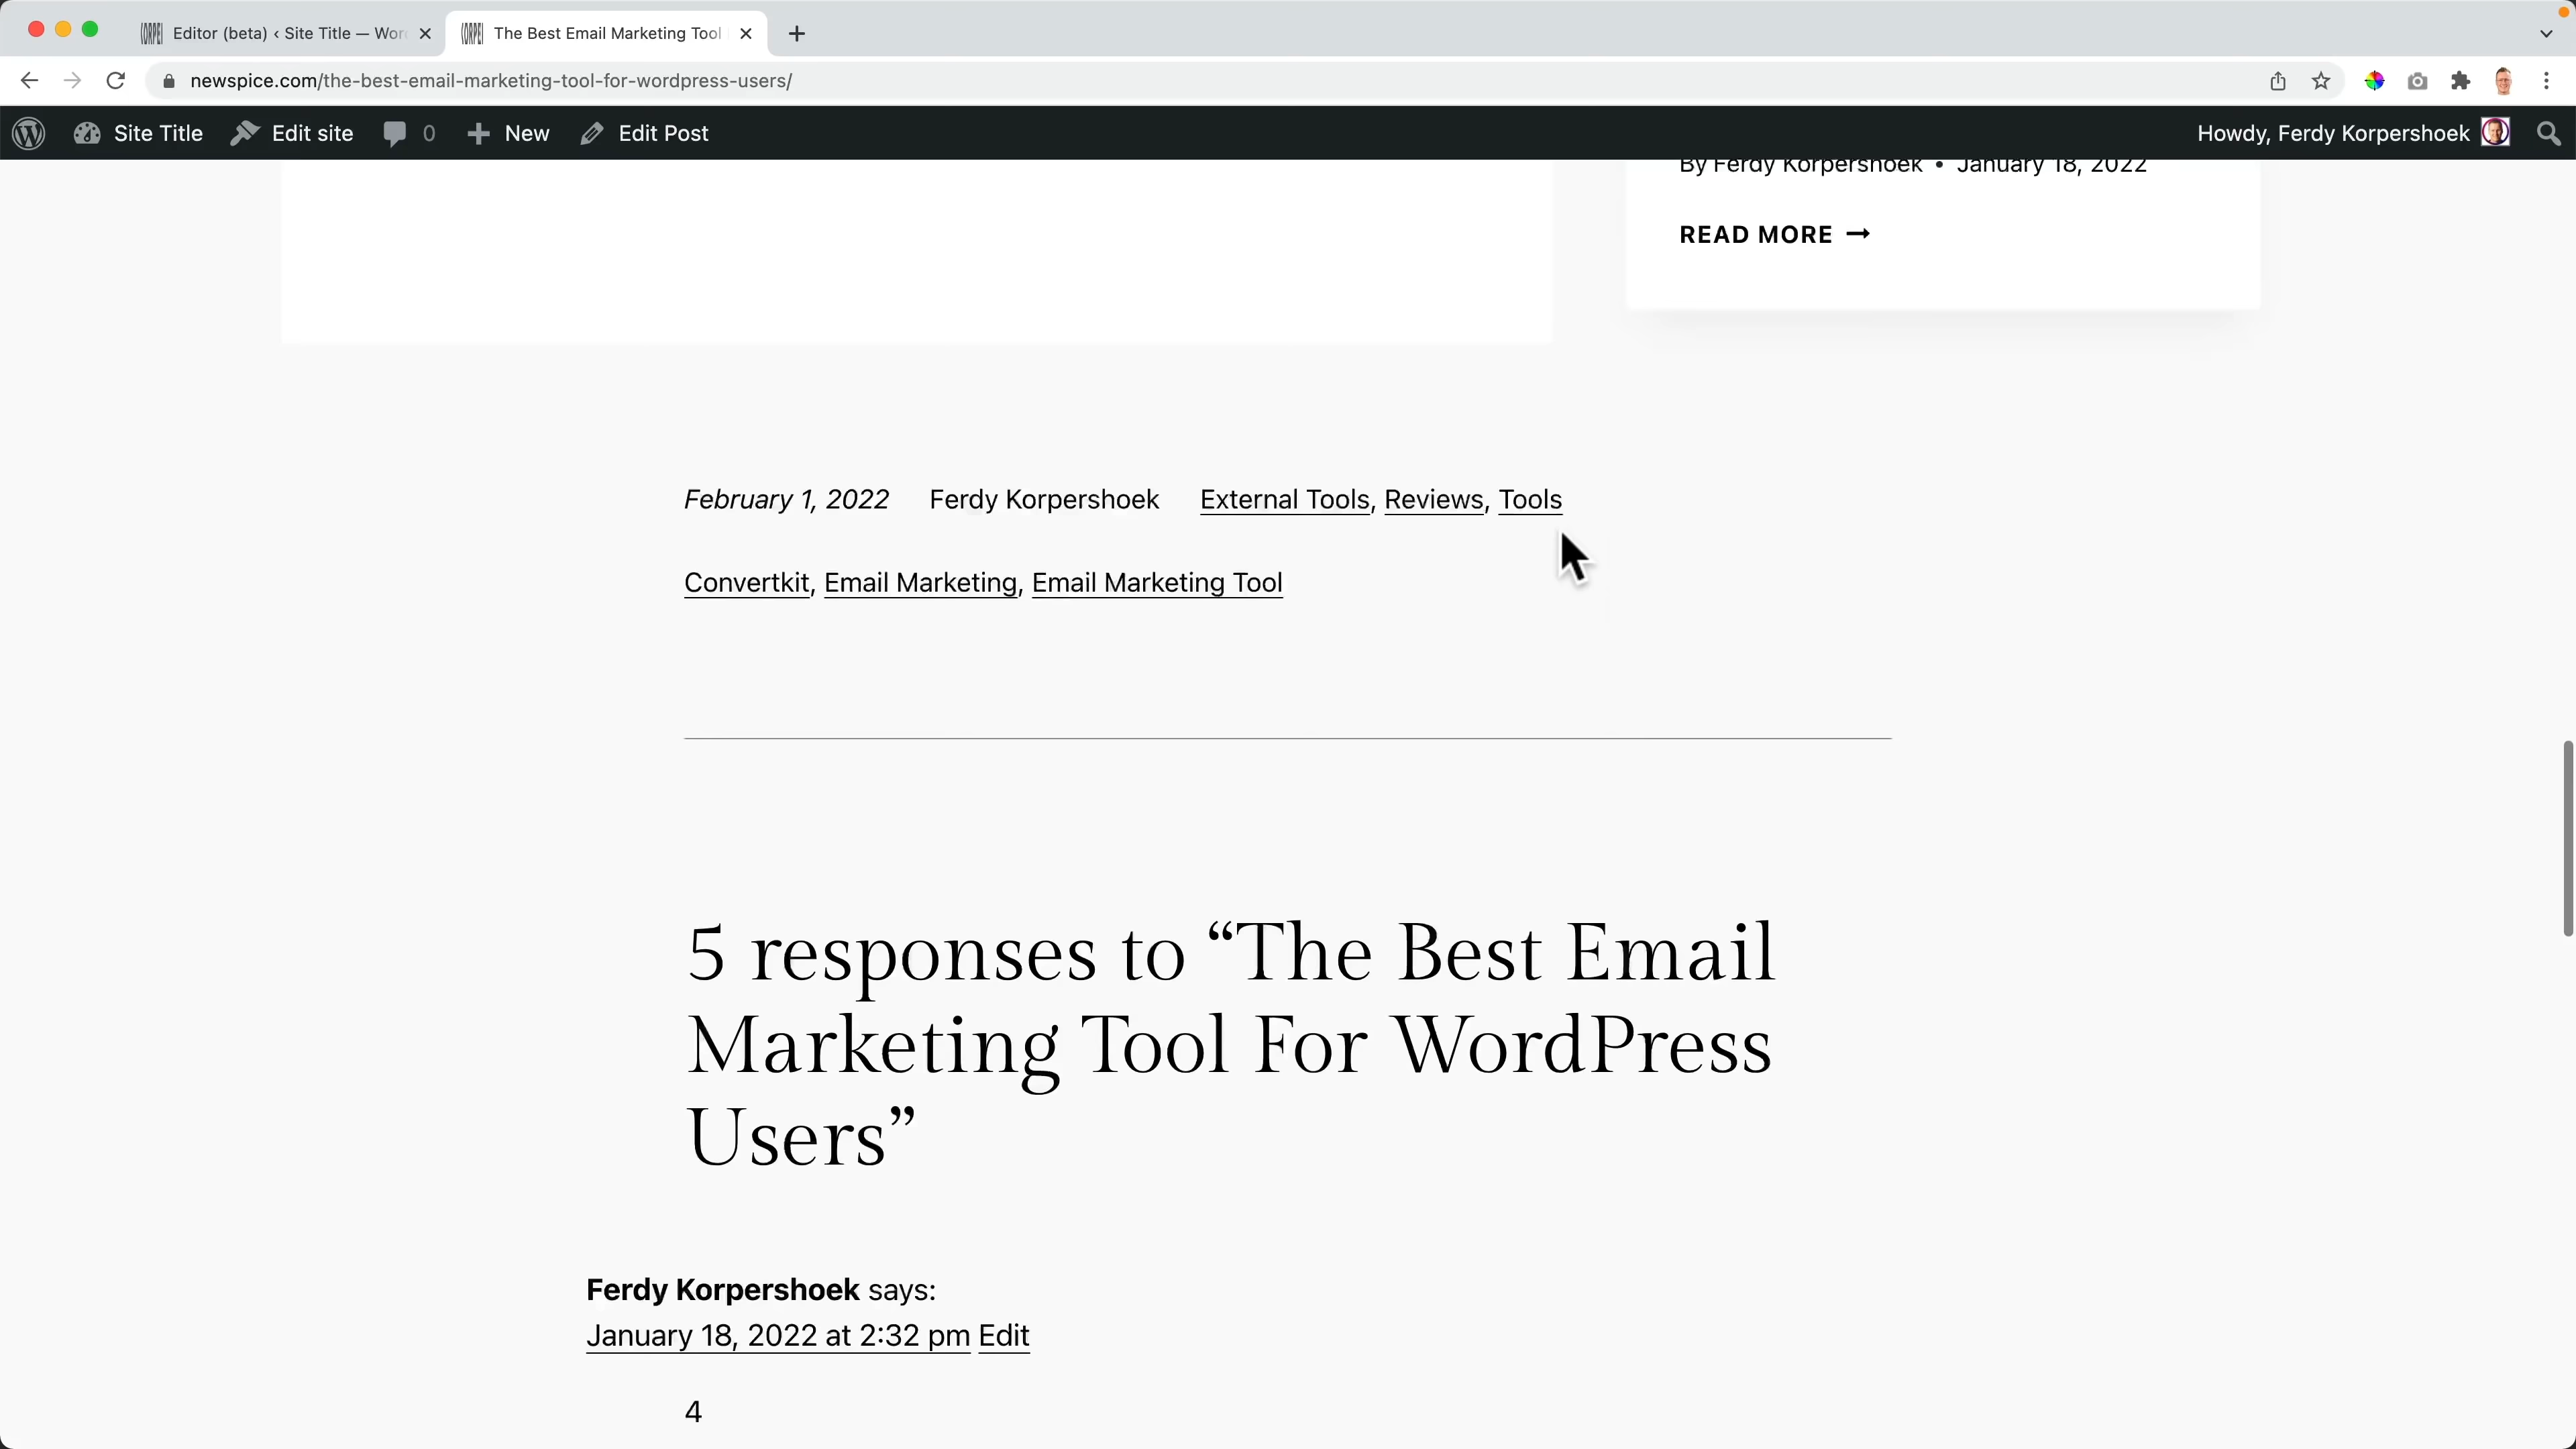 Editor (beta) ‹ Site Title — Wor
The Best Email Marketing Tool
newspice.com/the-best-email-marketing-tool-for-wordpress-users/
Site Title
Edit site
0
New
Edit Post
Howdy, Ferdy Korpershoek
By Ferdy Korpershoek • January 18, 2022
READ MORE →
February 1, 2022 Ferdy Korpershoek External Tools, Reviews, Tools
Convertkit, Email Marketing, Email Marketing Tool
5 responses to “The Best Email
Marketing Tool For WordPress
Users”
Ferdy Korpershoek says:
January 18, 2022 at 2:32 pm Edit
4